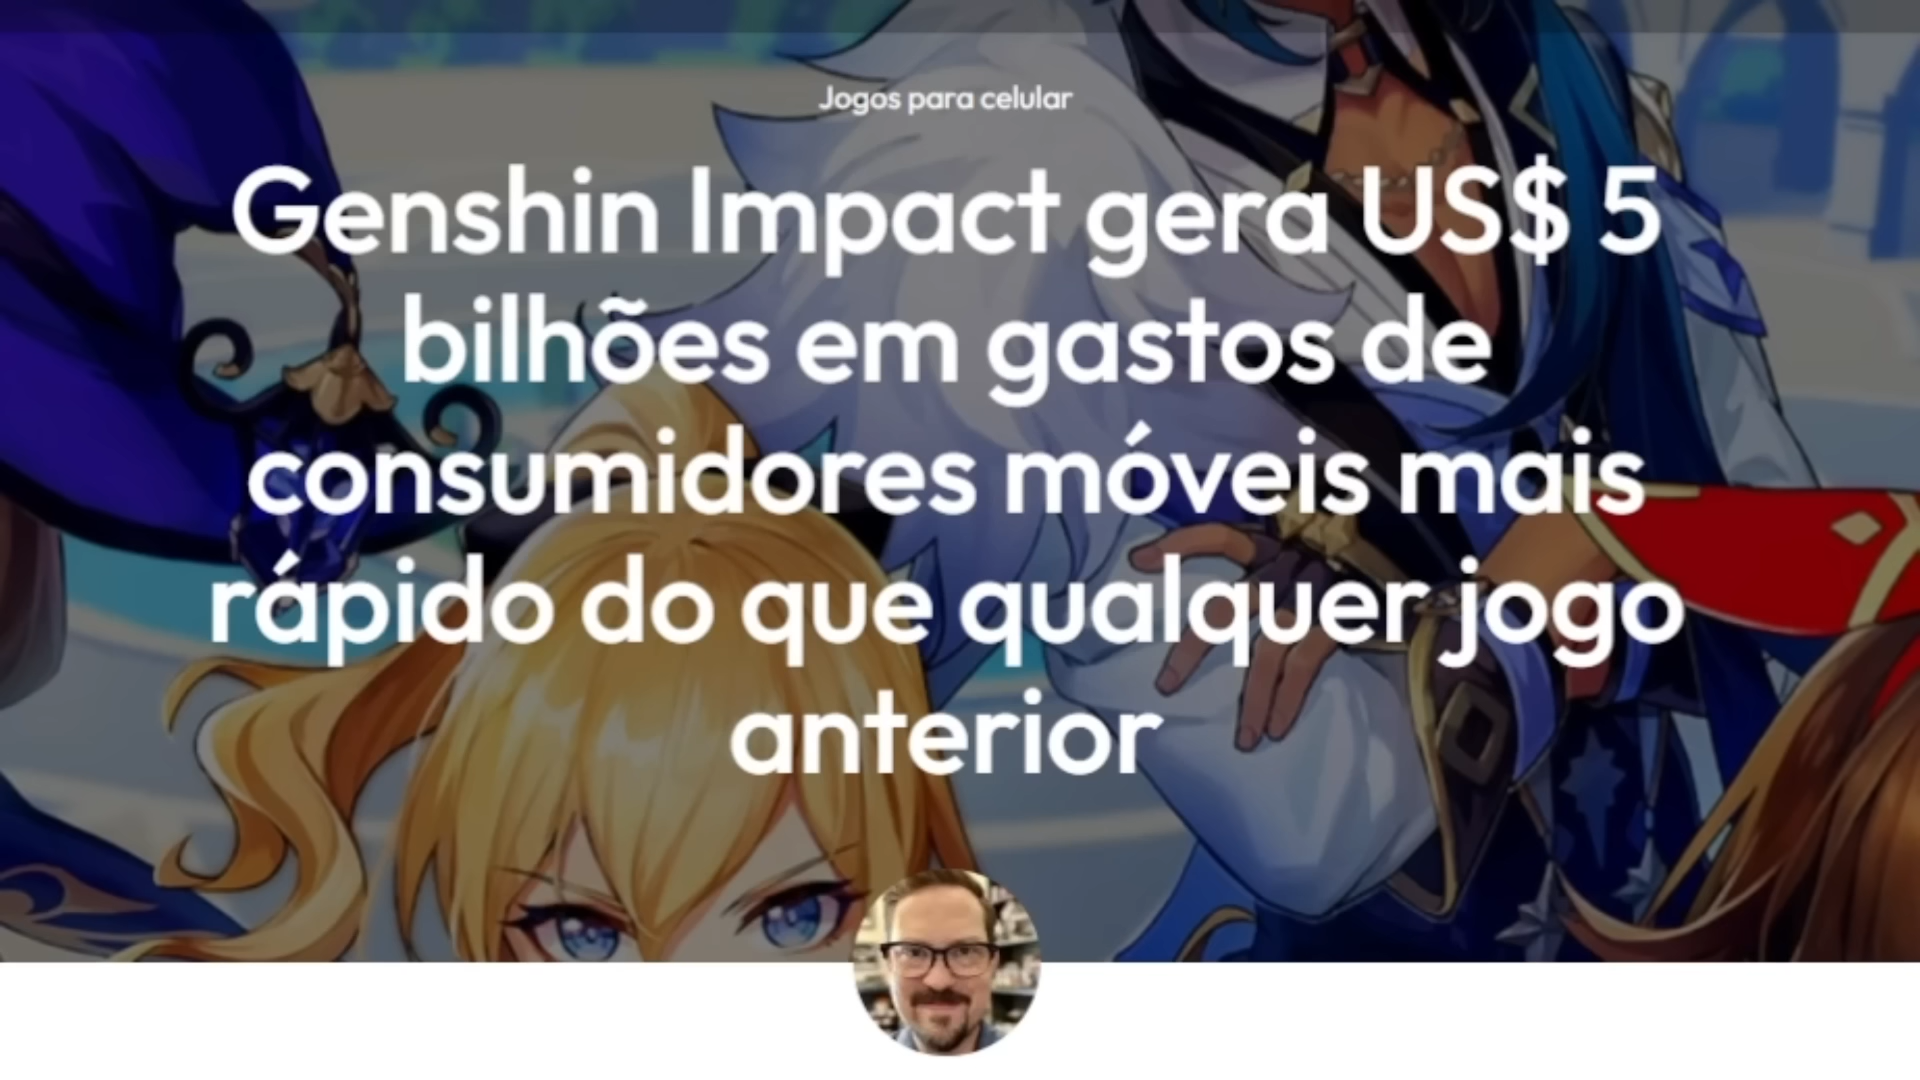 Jogos para celular
Genshin Impact gera US$ 5
bilhões em gastos de
consumidores móveis mais
rápido do que qualquer jogo
anterior